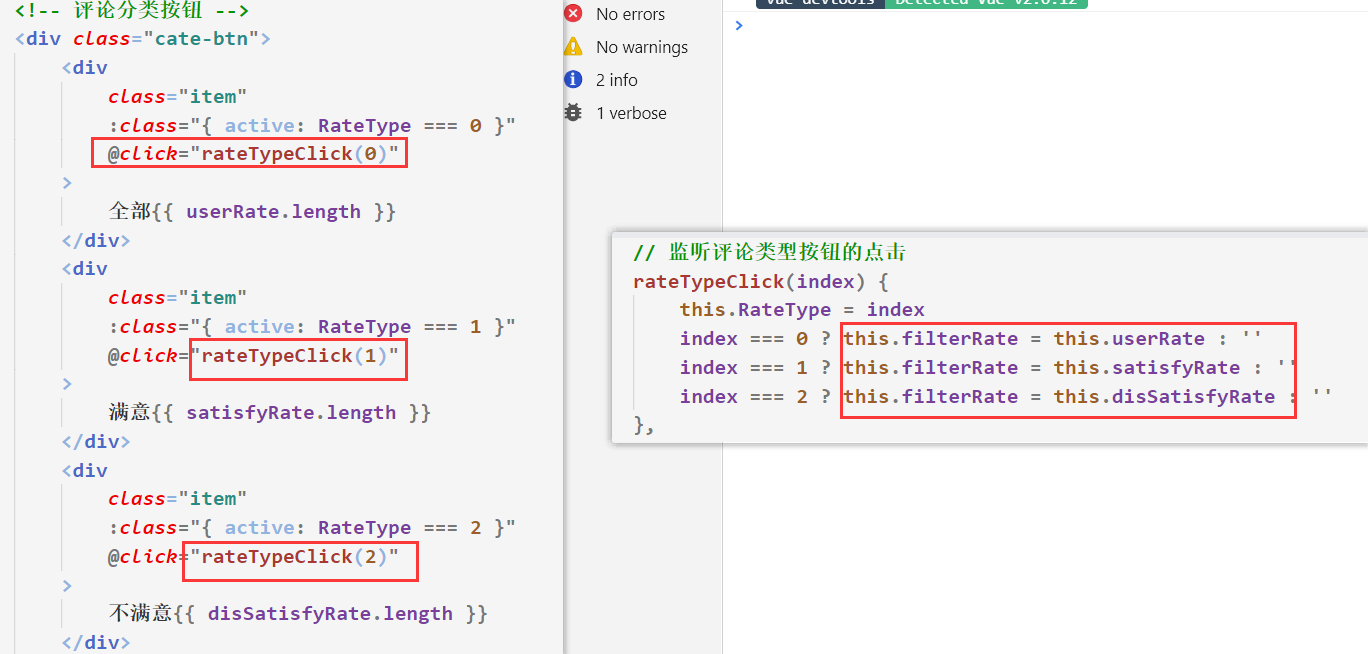 <!-- 评论分类按钮 -->
<div class="cate-btn">
<div
class="item"
:class="{ active: RateType === 0 }"
@click="rateTypeClick(0)"
>
全部{{ userRate.length }}
</div>
<div
class="item"
:class="{ active: RateType === 1 }"
@click="rateTypeClick(1)"
>
满意{{ satisfyRate.length }}
</div>
<div
class="item"
:class="{ active: RateType === 2 }"
@click="rateTypeClick(2)"
>
不满意{{ disSatisfyRate.length }}
</div>
No errors
No warnings
2 info
1 verbose
vue-devtools Detected Vue v2.6.12
>
// 监听评论类型按钮的点击
rateTypeClick(index) {
this.RateType = index
index === 0 ? this.filterRate = this.userRate : ''
index === 1 ? this.filterRate = this.satisfyRate : ''
index === 2 ? this.filterRate = this.disSatisfyRate : ''
},